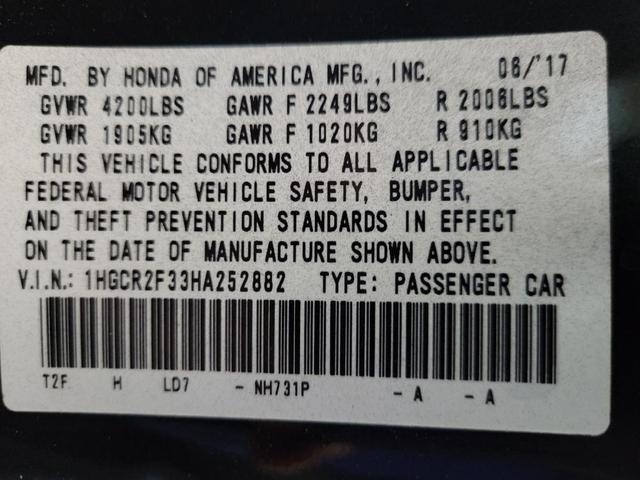 MFD. BY HONDA OF AMERICA MFG., INC. 06/'17
GVWR 4200LBS GAWR F 2249LBS R 2006LBS
GVWR 1905KG GAWR F 1020KG R 910KG
THIS VEHICLE CONFORMS TO ALL APPLICABLE
FEDERAL MOTOR VEHICLE SAFETY, BUMPER,
AND THEFT PREVENTION STANDARDS IN EFFECT
ON THE DATE OF MANUFACTURE SHOWN ABOVE.
V.I.N.: 1HGCR2F33HA252882 TYPE: PASSENGER CAR
T2F H LD7 - NH731P - A - A